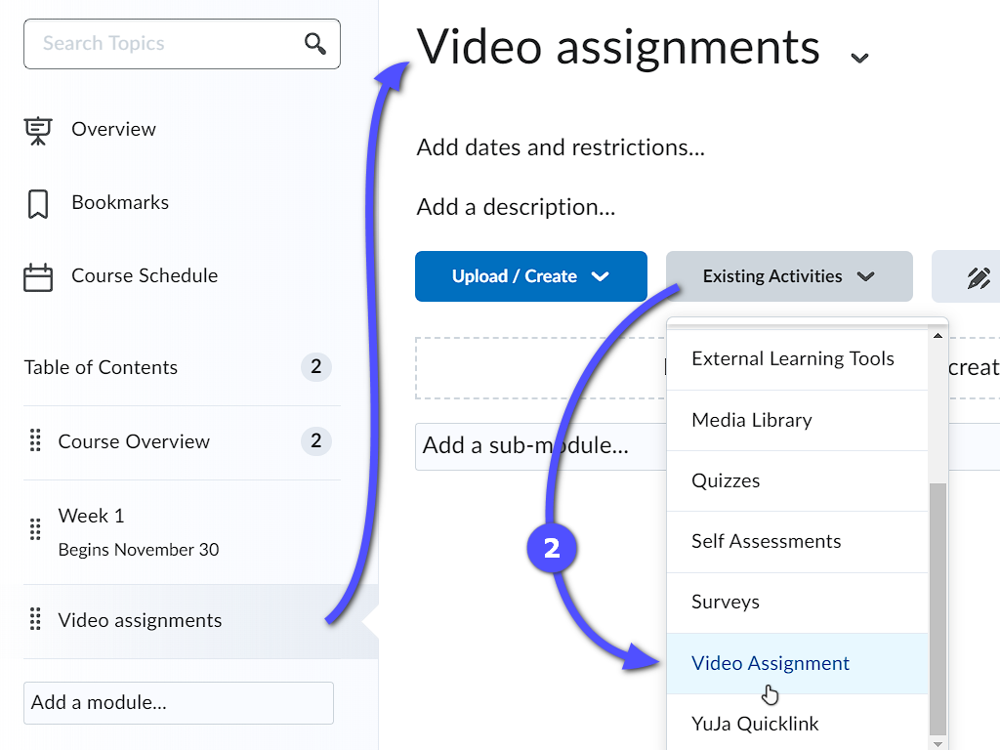 Search Topics
Overview
Bookmarks
Course Schedule
Table of Contents 2
Course Overview 2
Week 1
Begins November 30
Video assignments
Add a module...
Video assignments
Add dates and restrictions...
Add a description...
Upload / Create
Existing Activities
creat
Add a sub-module...
2
External Learning Tools
Media Library
Quizzes
Self Assessments
Surveys
Video Assignment
YuJa Quicklink